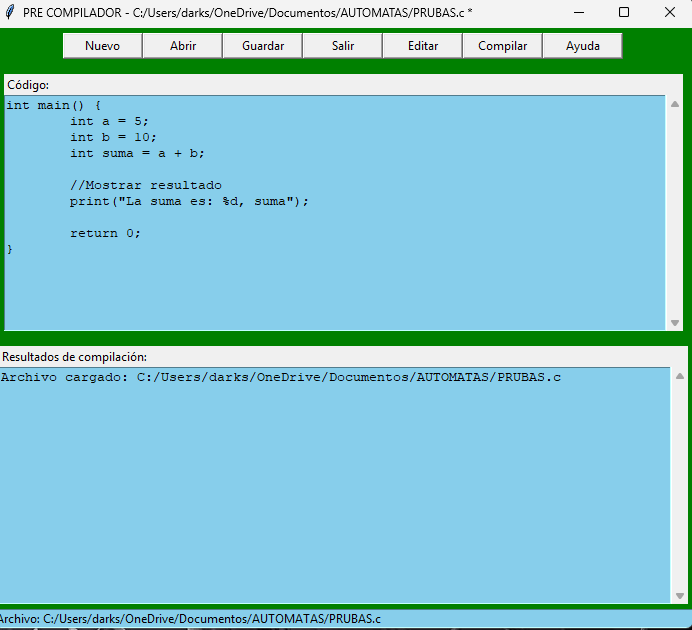 PRE COMPILADOR - C:/Users/darks/OneDrive/Documentos/AUTOMATAS/PRUBAS.c *
Nuevo Abrir Guardar Salir Editar Compilar Ayuda
Código:
int main() {
        int a = 5;
        int b = 10;
        int suma = a + b;

        //Mostrar resultado
        print("La suma es: %d, suma");

        return 0;
}
Resultados de compilación:
Archivo cargado: C:/Users/darks/OneDrive/Documentos/AUTOMATAS/PRUBAS.c
Archivo: C:/Users/darks/OneDrive/Documentos/AUTOMATAS/PRUBAS.c